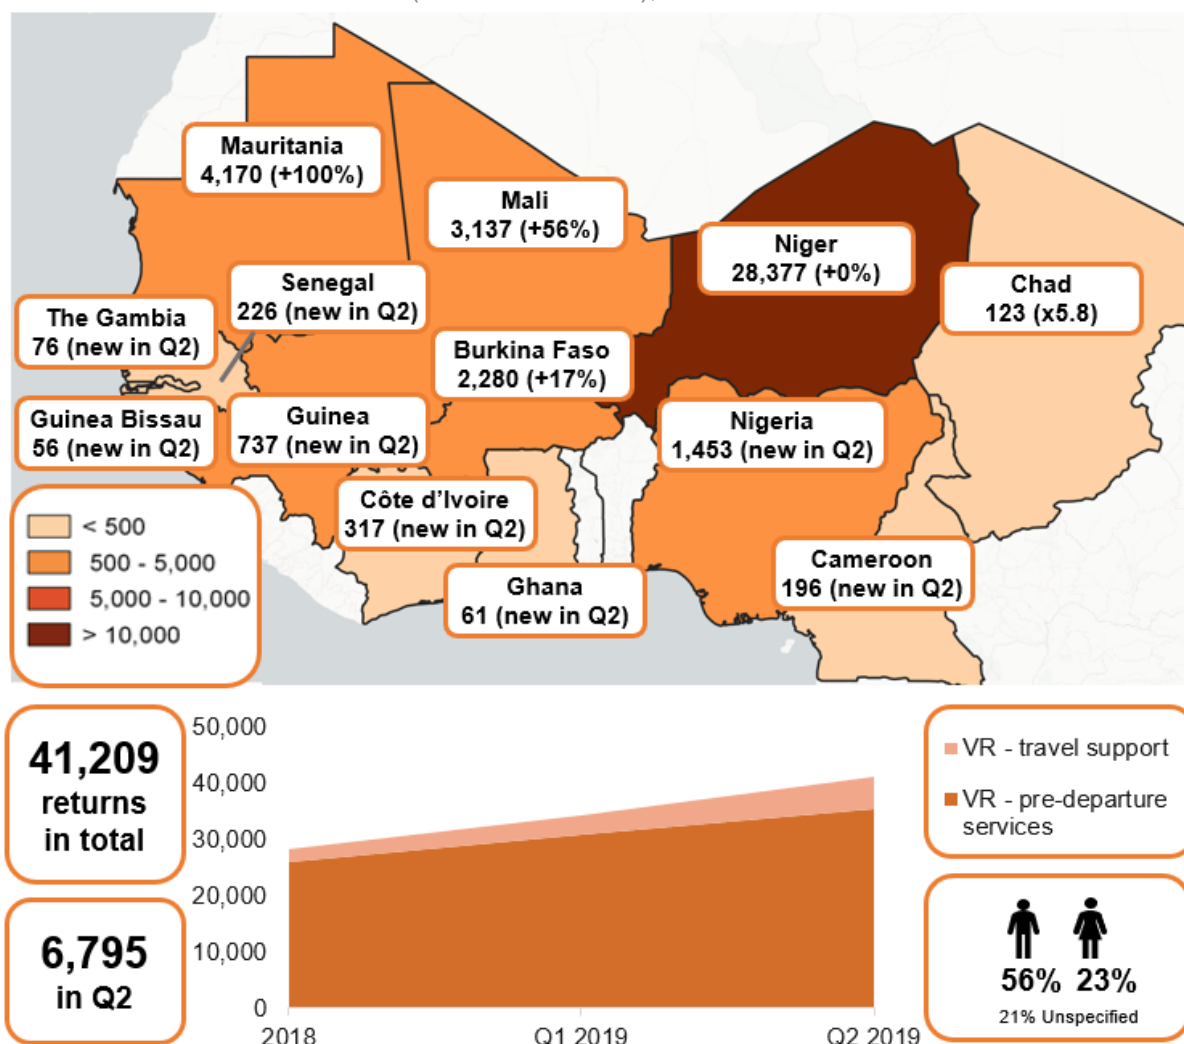 Mauritania
4,170 (+100%)
Mali
3,137 (+56%)
Niger
28,377 (+0%)
Chad
123 (x5.8)
Senegal
226 (new in Q2)
The Gambia
76 (new in Q2)
Burkina Faso
2,280 (+17%)
Guinea Bissau
56 (new in Q2)
Guinea
737 (new in Q2)
Nigeria
1,453 (new in Q2)
Côte d’Ivoire
317 (new in Q2)
Cameroon
196 (new in Q2)
Ghana
61 (new in Q2)
< 500
500 - 5,000
5,000 - 10,000
> 10,000
41,209
returns
in total
6,795
in Q2
50,000
40,000
30,000
20,000
10,000
0
2018
Q1 2019
Q2 2019
VR - travel support
VR - pre-departure
services
56% 23%
21% Unspecified